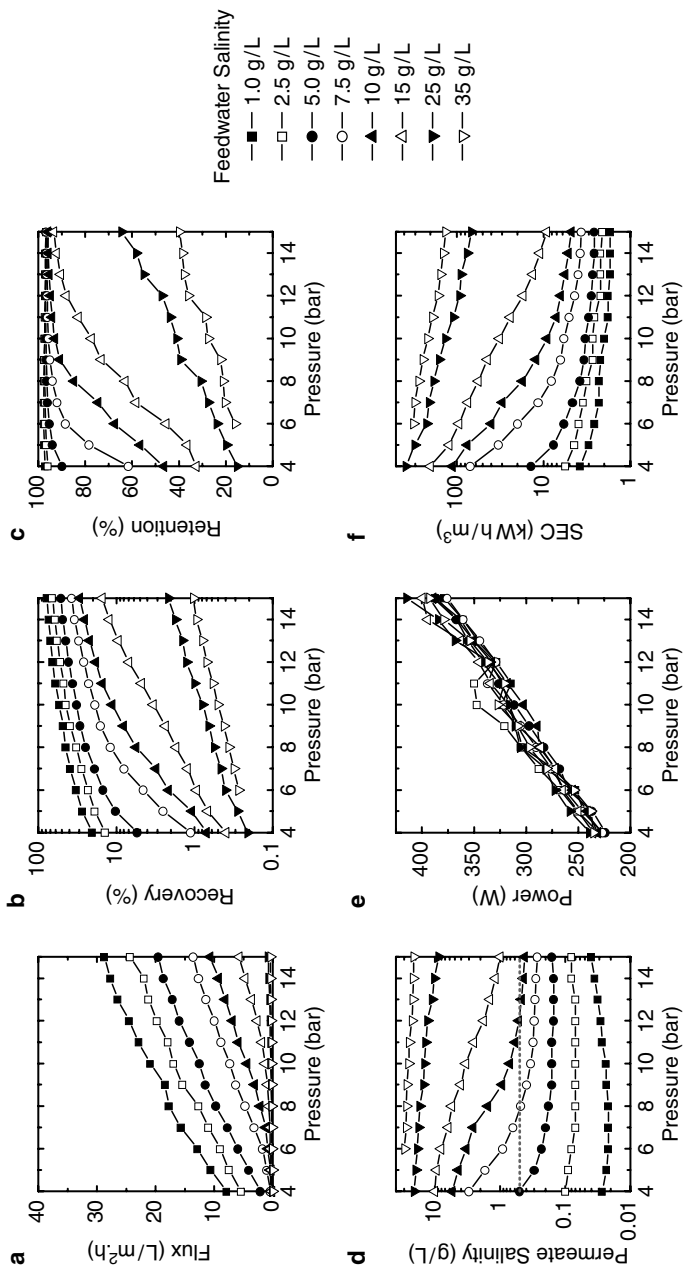 a
Flux (L/m².h)
40
30
20
10
0
4 6 8 10 12 14
Pressure (bar)
b
Recovery (%)
100
10
1
0.1
4 6 8 10 12 14
Pressure (bar)
c
Retention (%)
100
80
60
40
20
0
4 6 8 10 12 14
Pressure (bar)
d
Permeate Salinity (g/L)
10
1
0.1
0.01
4 6 8 10 12 14
Pressure (bar)
e
Power (W)
400
350
300
250
200
4 6 8 10 12 14
Pressure (bar)
f
SEC (kWh/m³)
100
10
1
4 6 8 10 12 14
Pressure (bar)
Feedwater Salinity
1.0 g/L
2.5 g/L
5.0 g/L
7.5 g/L
10 g/L
15 g/L
25 g/L
35 g/L